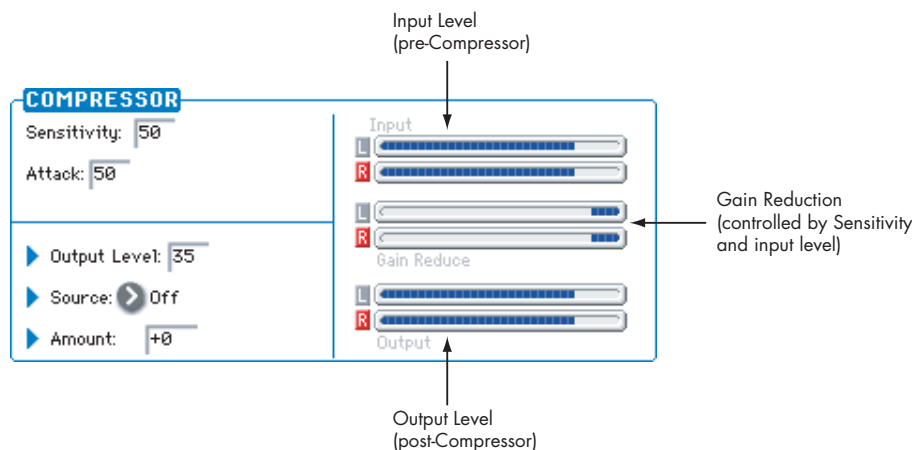 Input Level
(pre-Compressor)
COMPRESSOR
Sensitivity: 50
Attack: 50
Output Level: 35
Source: Off
Amount: +0
Input
L
R
L
R
Gain Reduce
L
R
Output
Gain Reduction
(controlled by Sensitivity
and input level)
Output Level
(post-Compressor)